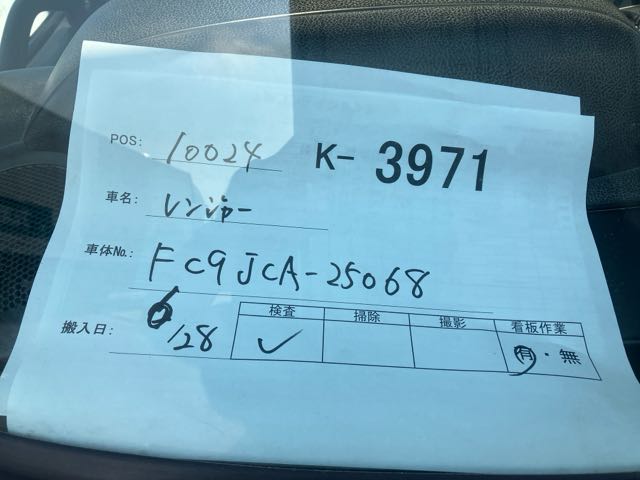 POS: 10024 K- 3971
車名: レンジャー
車体No.: FC9JCA-25068
搬入日: 6/28
検査 掃除 撮影 看板作業
✓ 有・無